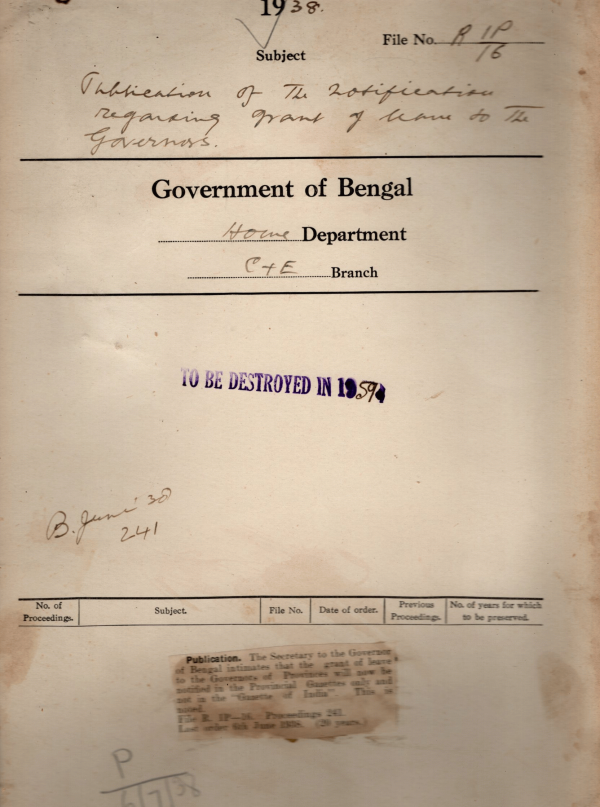 1938.
File No. R 1P/16
Subject
Publication of the notification
regarding grant of leave to the
Governors.
Government of Bengal
Home Department
C & E Branch
TO BE DESTROYED IN 1959
B. June 38
241
No. of Proceedings. Subject. File No. Date of order. Previous Proceedings. No. of years for which to be preserved.
Publication. The Secretary to the Governor
of Bengal intimates that the grant of leave
to the Governors of Provinces will now be
notified in the Provincial Gazettes only and
not in the "Gazette of India". This is
noted.
File R. 1P—16. Proceedings 241.
Last order 6th June 1938. (20 years.)
P
6/7/38